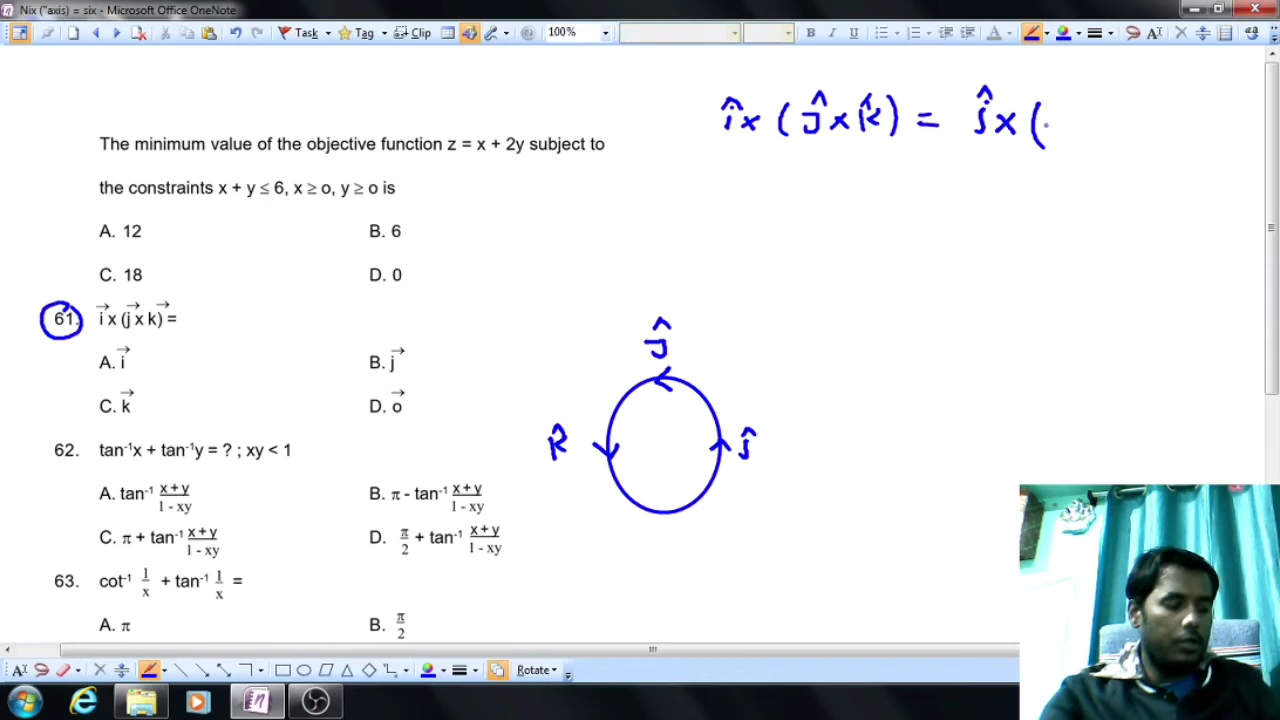 Nix ("axis) = six - Microsoft Office OneNote
Task Tag Clip 100% B I U
î x ( ĵ x k̂ ) = ĵ x (
The minimum value of the objective function z = x + 2y subject to
the constraints x + y ≤ 6, x ≥ o, y ≥ o is
A. 12 B. 6
C. 18 D. 0
61. i⃗ x (j⃗ x k⃗) =
A. i⃗ B. j⃗
C. k⃗ D. o⃗
ĵ
k̂ ĵ
62. tan⁻¹x + tan⁻¹y = ? ; xy < 1
A. tan⁻¹ (x + y)/(1 - xy) B. π - tan⁻¹ (x + y)/(1 - xy)
C. π + tan⁻¹ (x + y)/(1 - xy) D. π/2 + tan⁻¹ (x + y)/(1 - xy)
63. cot⁻¹ 1/x + tan⁻¹ 1/x =
A. π B. π/2
Rotate